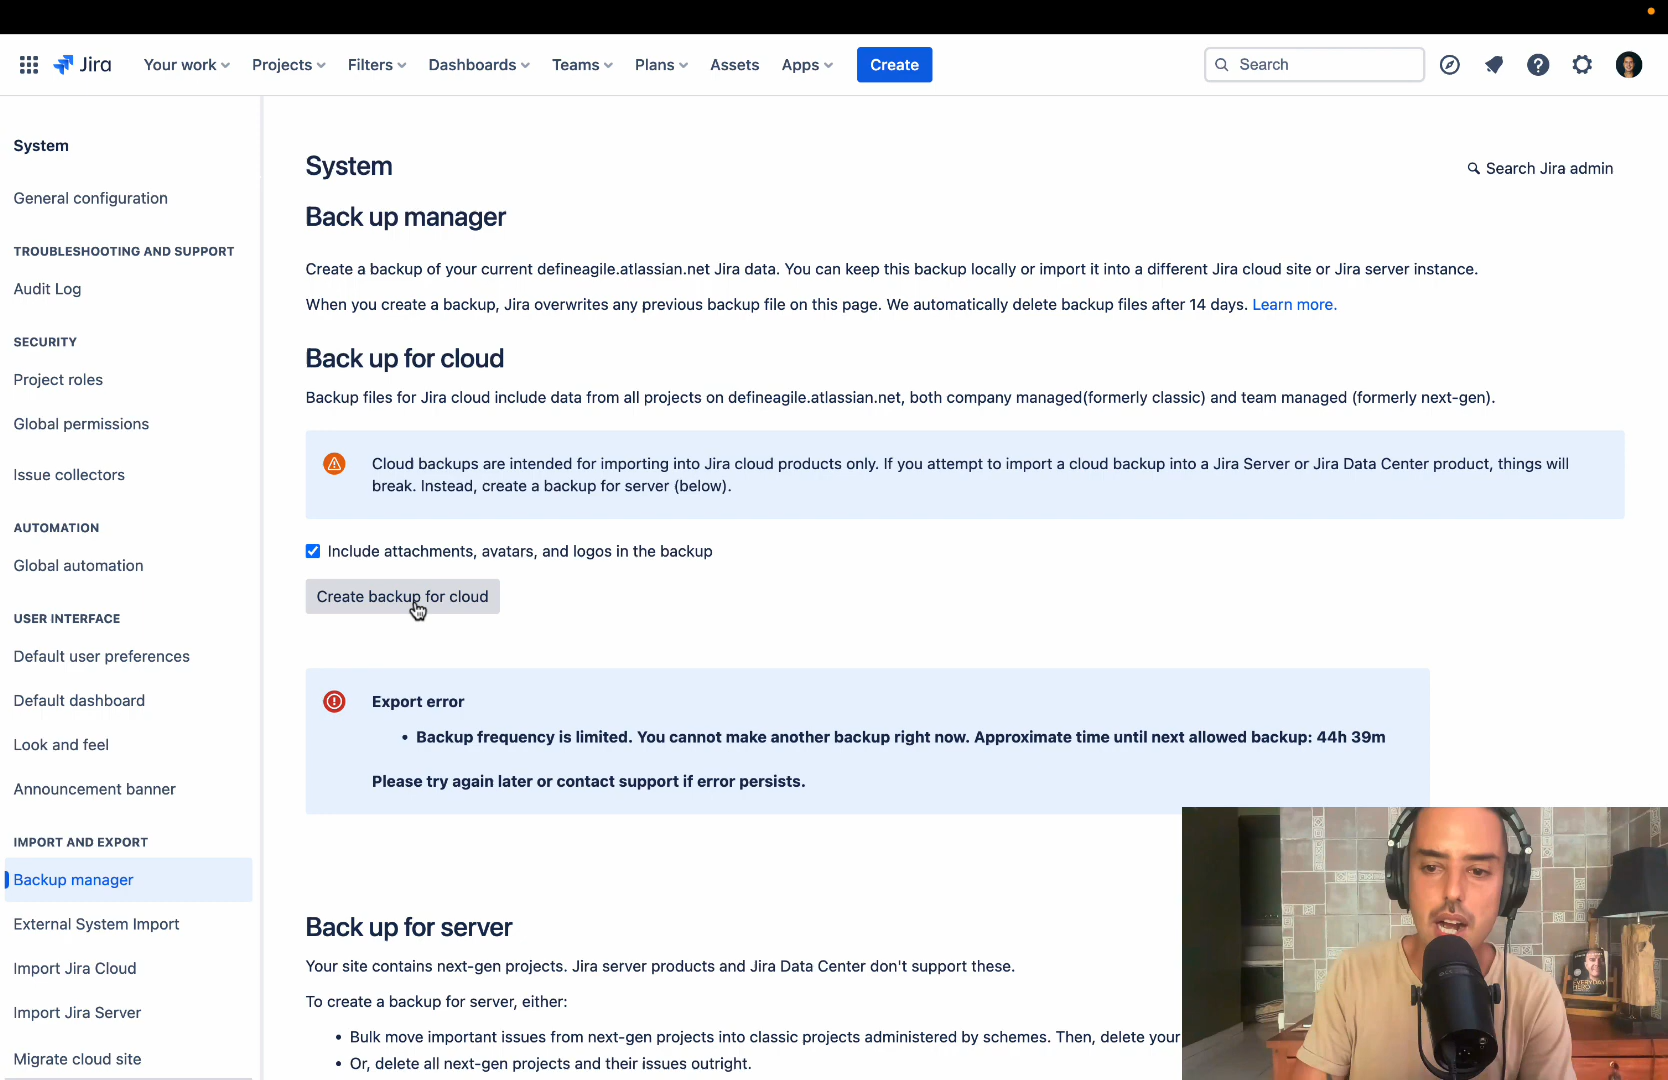 Jira
Your work
Projects
Filters
Dashboards
Teams
Plans
Assets
Apps
Create
Search
System
General configuration
TROUBLESHOOTING AND SUPPORT
Audit Log
SECURITY
Project roles
Global permissions
Issue collectors
AUTOMATION
Global automation
USER INTERFACE
Default user preferences
Default dashboard
Look and feel
Announcement banner
IMPORT AND EXPORT
Backup manager
External System Import
Import Jira Cloud
Import Jira Server
Migrate cloud site
System
Search Jira admin
Back up manager
Create a backup of your current defineagile.atlassian.net Jira data. You can keep this backup locally or import it into a different Jira cloud site or Jira server instance.
When you create a backup, Jira overwrites any previous backup file on this page. We automatically delete backup files after 14 days. Learn more.
Back up for cloud
Backup files for Jira cloud include data from all projects on defineagile.atlassian.net, both company managed(formerly classic) and team managed (formerly next-gen).
Cloud backups are intended for importing into Jira cloud products only. If you attempt to import a cloud backup into a Jira Server or Jira Data Center product, things will
break. Instead, create a backup for server (below).
Include attachments, avatars, and logos in the backup
Create backup for cloud
Export error
• Backup frequency is limited. You cannot make another backup right now. Approximate time until next allowed backup: 44h 39m
Please try again later or contact support if error persists.
Back up for server
Your site contains next-gen projects. Jira server products and Jira Data Center don't support these.
To create a backup for server, either:
• Bulk move important issues from next-gen projects into classic projects administered by schemes. Then, delete your
• Or, delete all next-gen projects and their issues outright.
EVERYDAY
HERO